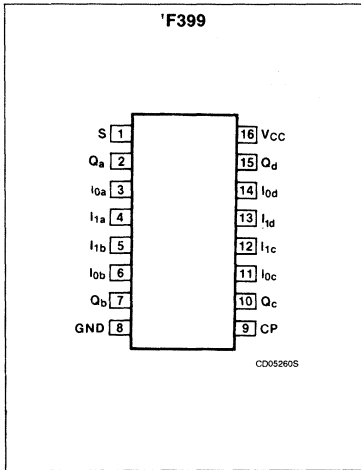 'F399
S 1 16 VCC
Qa 2 15 Qd
I0a 3 14 I0d
I1a 4 13 I1d
I1b 5 12 I1c
I0b 6 11 I0c
Qb 7 10 Qc
GND 8 9 CP
CD05260S